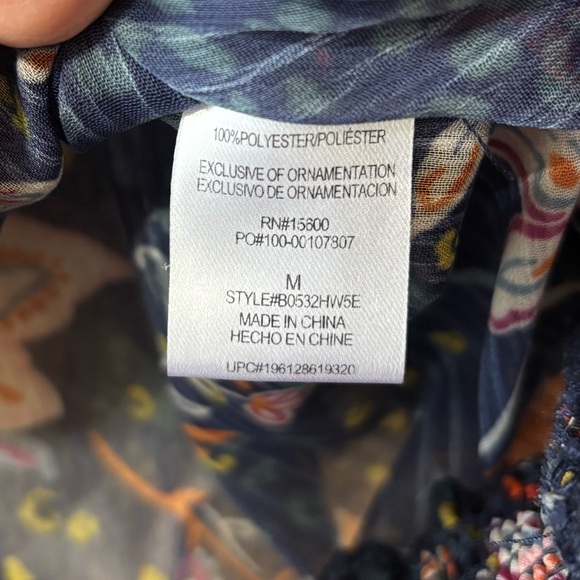 100%POLYESTER/POLIÉSTER
EXCLUSIVE OF ORNAMENTATION
EXCLUSIVO DE ORNAMENTACION
RN#15600
PO#100-00107807
M
STYLE#B0532HW5E
MADE IN CHINA
HECHO EN CHINE
UPC#196128619320